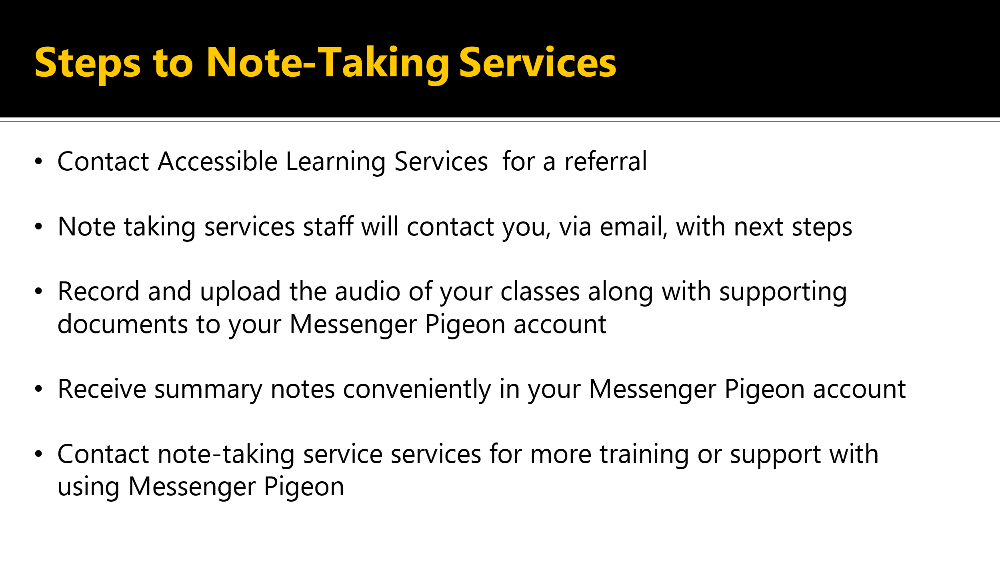 Steps to Note-Taking Services
• Contact Accessible Learning Services  for a referral
• Note taking services staff will contact you, via email, with next steps
• Record and upload the audio of your classes along with supporting
documents to your Messenger Pigeon account
• Receive summary notes conveniently in your Messenger Pigeon account
• Contact note-taking service services for more training or support with
using Messenger Pigeon